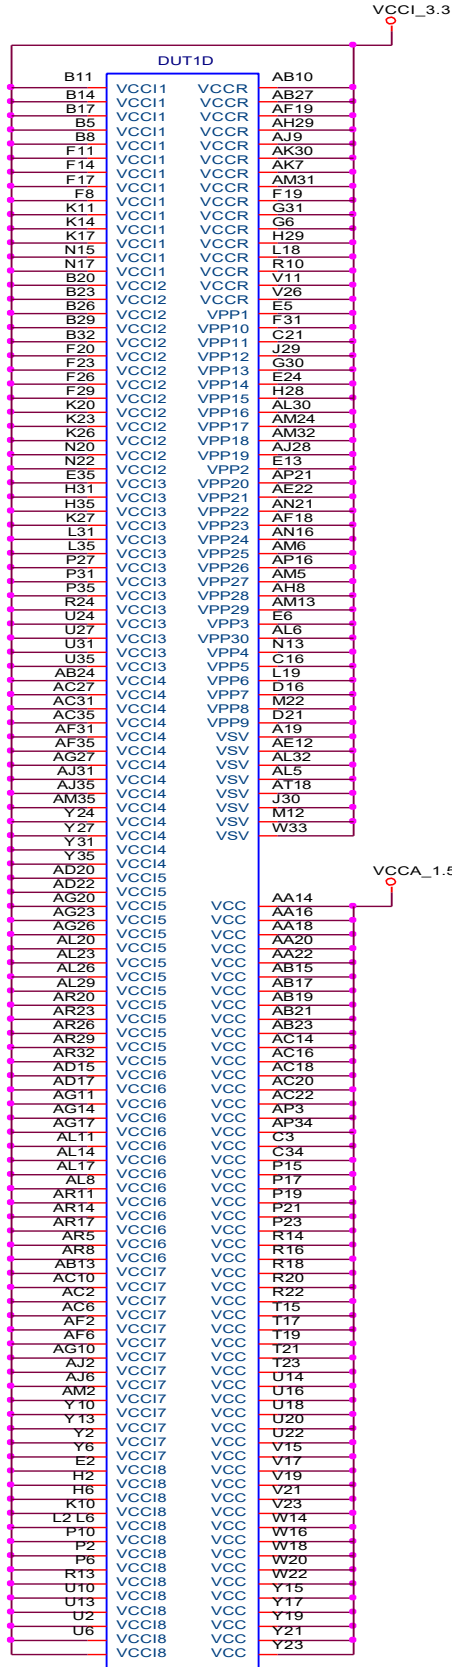 VCCI_3.3
DUT1D
B11 VCCI1 VCCR AB10
B14 VCCI1 VCCR AB27
B17 VCCI1 VCCR AF19
B5 VCCI1 VCCR AH29
B8 VCCI1 VCCR AJ9
F11 VCCI1 VCCR AK30
F14 VCCI1 VCCR AK7
F17 VCCI1 VCCR AM31
F8 VCCI1 VCCR F19
K11 VCCI1 VCCR G31
K14 VCCI1 VCCR G6
K17 VCCI1 VCCR H29
N15 VCCI1 VCCR L18
N17 VCCI1 VCCR R10
B20 VCCI2 VCCR V11
B23 VCCI2 VCCR V26
B26 VCCI2 VPP1 E5
B29 VCCI2 VPP10 F31
B32 VCCI2 VPP11 C21
F20 VCCI2 VPP12 J29
F23 VCCI2 VPP13 G30
F26 VCCI2 VPP14 E24
F29 VCCI2 VPP15 H28
K20 VCCI2 VPP16 AL30
K23 VCCI2 VPP17 AM24
K26 VCCI2 VPP18 AM32
N20 VCCI2 VPP19 AJ28
N22 VCCI2 VPP2 E13
E35 VCCI3 VPP20 AP21
H31 VCCI3 VPP21 AE22
H35 VCCI3 VPP22 AN21
K27 VCCI3 VPP23 AF18
L31 VCCI3 VPP24 AN16
L35 VCCI3 VPP25 AM6
P27 VCCI3 VPP26 AP16
P31 VCCI3 VPP27 AM5
P35 VCCI3 VPP28 AH8
R24 VCCI3 VPP29 AM13
U24 VCCI3 VPP3 E6
U27 VCCI3 VPP30 AL6
U31 VCCI3 VPP4 N13
U35 VCCI3 VPP5 C16
AB24 VCCI4 VPP6 L19
AC27 VCCI4 VPP7 D16
AC31 VCCI4 VPP8 M22
AC35 VCCI4 VPP9 D21
AF31 VCCI4 VSV A19
AF35 VCCI4 VSV AE12
AG27 VCCI4 VSV AL32
AJ31 VCCI4 VSV AL5
AJ35 VCCI4 VSV AT18
AM35 VCCI4 VSV J30
Y24 VCCI4 VSV M12
Y27 VCCI4 VSV W33
Y31 VCCI4
Y35 VCCI4
AD20 VCCI5
VCCA_1.5
AD22 VCCI5
AG20 VCCI5 VCC AA14
AG23 VCCI5 VCC AA16
AG26 VCCI5 VCC AA18
AL20 VCCI5 VCC AA20
AL23 VCCI5 VCC AA22
AL26 VCCI5 VCC AB15
AL29 VCCI5 VCC AB17
AR20 VCCI5 VCC AB19
AR23 VCCI5 VCC AB21
AR26 VCCI5 VCC AB23
AR29 VCCI5 VCC AC14
AR32 VCCI5 VCC AC16
AD15 VCCI6 VCC AC18
AD17 VCCI6 VCC AC20
AG11 VCCI6 VCC AC22
AG14 VCCI6 VCC AP3
AG17 VCCI6 VCC AP34
AL11 VCCI6 VCC C3
AL14 VCCI6 VCC C34
AL17 VCCI6 VCC P15
AL8 VCCI6 VCC P17
AR11 VCCI6 VCC P19
AR14 VCCI6 VCC P21
AR17 VCCI6 VCC P23
AR5 VCCI6 VCC R14
AR8 VCCI6 VCC R16
AB13 VCCI7 VCC R18
AC10 VCCI7 VCC R20
AC2 VCCI7 VCC R22
AC6 VCCI7 VCC T15
AF2 VCCI7 VCC T17
AF6 VCCI7 VCC T19
AG10 VCCI7 VCC T21
AJ2 VCCI7 VCC T23
AJ6 VCCI7 VCC U14
AM2 VCCI7 VCC U16
Y10 VCCI7 VCC U18
Y13 VCCI7 VCC U20
Y2 VCCI7 VCC U22
Y6 VCCI7 VCC V15
E2 VCCI8 VCC V17
H2 VCCI8 VCC V19
H6 VCCI8 VCC V21
K10 VCCI8 VCC V23
L2 L6 VCCI8 VCC W14
P10 VCCI8 VCC W16
P2 VCCI8 VCC W18
P6 VCCI8 VCC W20
R13 VCCI8 VCC W22
U10 VCCI8 VCC Y15
U13 VCCI8 VCC Y17
U2 VCCI8 VCC Y19
U6 VCCI8 VCC Y21
VCCI8 VCC Y23